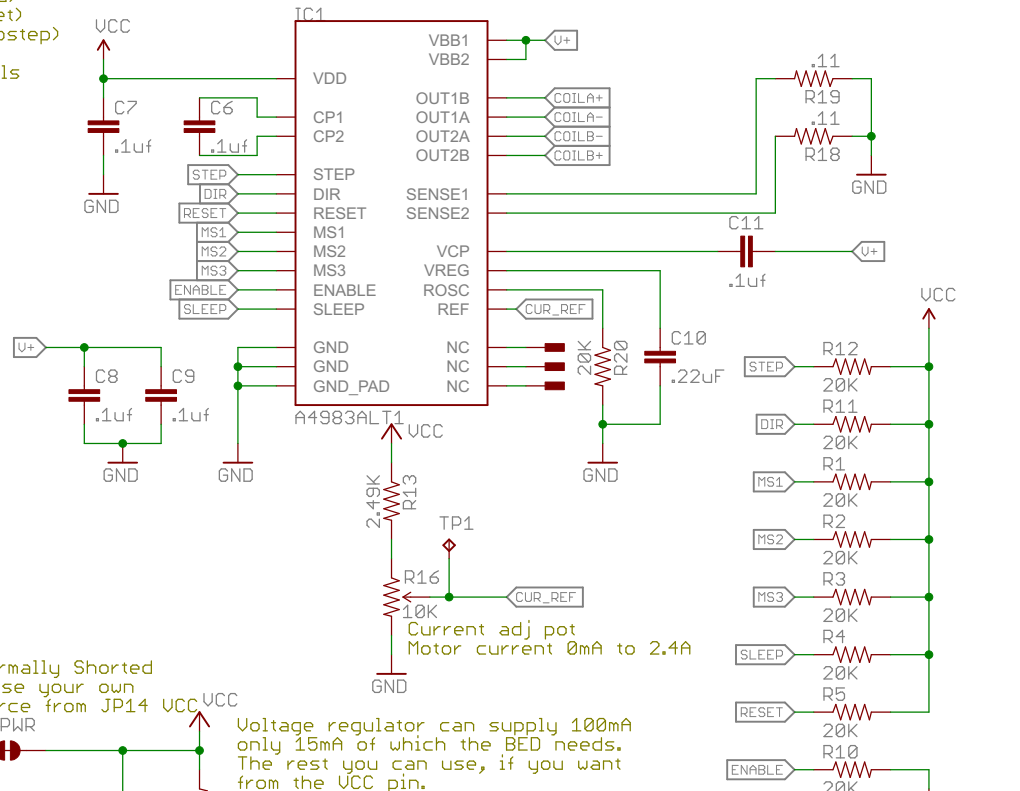 et)
ostep)
ls
VCC
C7
.1uf
GND
C6
.1uf
IC1
VDD
CP1
CP2
STEP
DIR
RESET
MS1
MS2
MS3
ENABLE
SLEEP
GND
GND
GND_PAD
VBB1
VBB2
OUT1B
OUT1A
OUT2A
OUT2B
SENSE1
SENSE2
VCP
VREG
ROSC
REF
NC
NC
NC
A4983ALT1
STEP
DIR
RESET
MS1
MS2
MS3
ENABLE
SLEEP
GND
V+
COILA+
COILA-
COILB-
COILB+
.11
R19
.11
R18
GND
C11
.1uf
V+
CUR_REF
20K
R20
C10
.22uF
GND
V+
C8
.1uf
C9
.1uf
GND
VCC
2.49K
R13
TP1
R16
10K
CUR_REF
Current adj pot
Motor current 0mA to 2.4A
GND
VCC
STEP
R12
20K
DIR
R11
20K
MS1
R1
20K
MS2
R2
20K
MS3
R3
20K
SLEEP
R4
20K
RESET
R5
20K
ENABLE
R10
20K
rmally Shorted
se your own
rce from JP14 VCC
PWR
VCC
Voltage regulator can supply 100mA
only 15mA of which the BED needs.
The rest you can use, if you want
from the VCC pin.